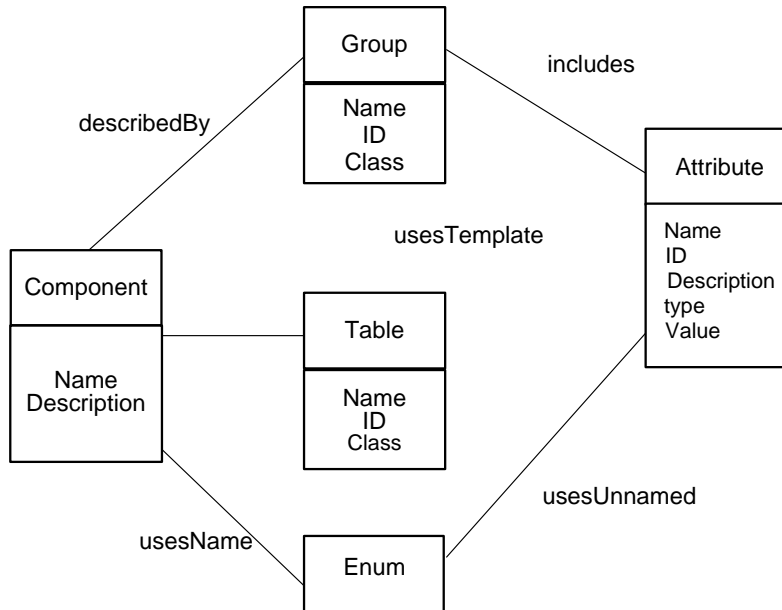 Group
includes
Name
ID
Class
describedBy
Attribute
usesTemplate
Name
ID
Description
type
Value
Component
Table
Name
Description
Name
ID
Class
usesUnnamed
usesName
Enum